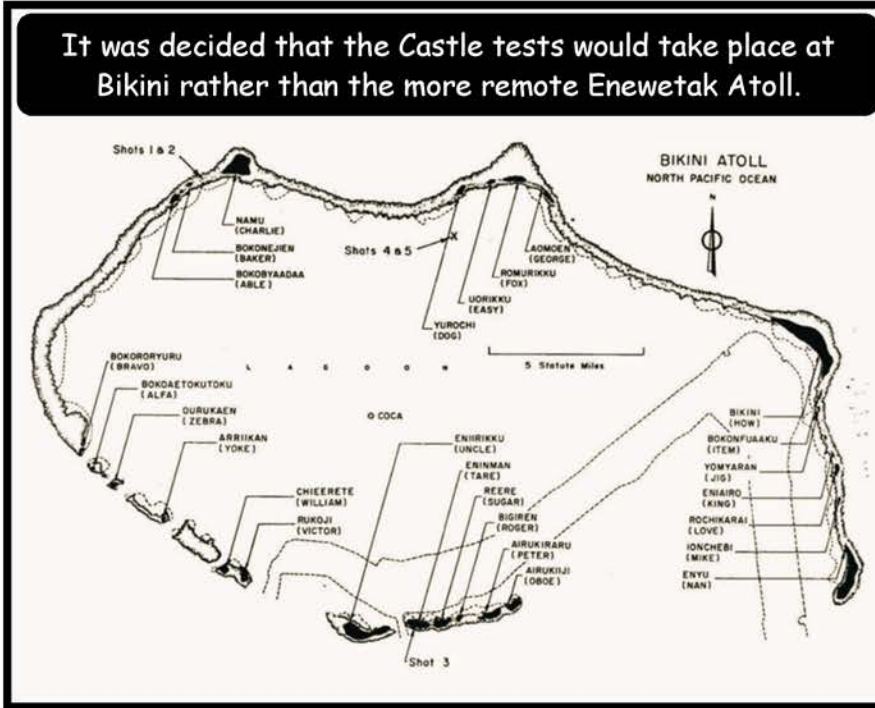 It was decided that the Castle tests would take place at
Bikini rather than the more remote Enewetak Atoll.
Shots 1 & 2
BIKINI ATOLL
NORTH PACIFIC OCEAN
N
NAMU
(CHARLIE)
BOKONEJIEN
(BAKER)
BOKOBYAADAA
(ABLE)
Shots 4 & 5
X
AOMOEN
(GEORGE)
ROMURIKKU
(FOX)
UORIKKU
(EASY)
YUROCHI
(DOG)
5 Statute Miles
BOKORORYURU
(BRAVO)
LAGOON
BOKOAETOKUTOKU
(ALFA)
OURUKAEN
(ZEBRA)
COCA
ARRIIKAN
(YOKE)
ENIIRIKKU
(UNCLE)
ENINMAN
(TARE)
REERE
(SUGAR)
BIGIREN
(ROGER)
AIRUKIRARU
(PETER)
AIRUKIIJI
(OBOE)
CHIEERETE
(WILLIAM)
RUKOJI
(VICTOR)
BIKINI
(HOW)
BOKONFUAAKU
(ITEM)
YOMYARAN
(JIG)
ENIAIRO
(KING)
ROCHIKARAI
(LOVE)
IONCHEBI
(MIKE)
ENYU
(NAN)
Shot 3